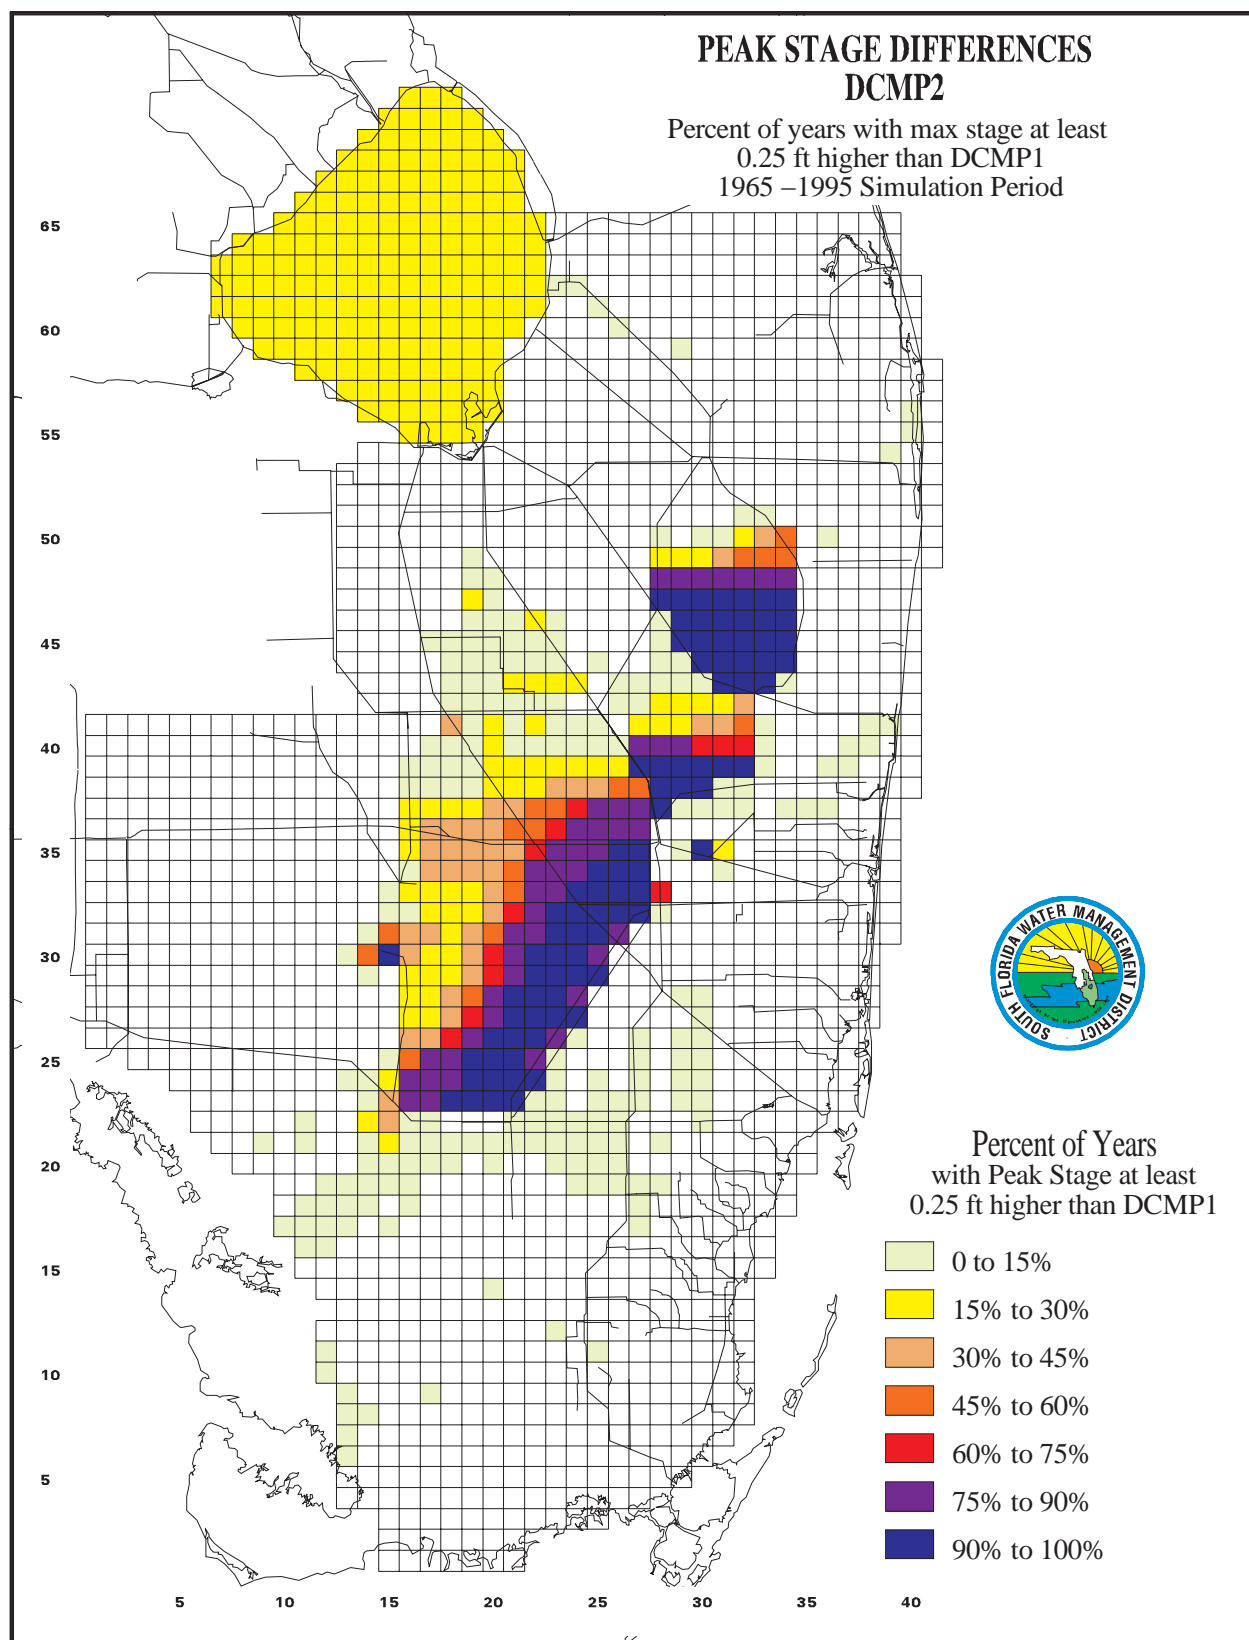 PEAK STAGE DIFFERENCES
DCMP2
Percent of years with max stage at least
0.25 ft higher than DCMP1
1965 –1995 Simulation Period
65
60
55
50
45
40
35
30
25
20
15
10
5
SOUTH FLORIDA WATER MANAGEMENT DISTRICT
Percent of Years
with Peak Stage at least
0.25 ft higher than DCMP1
0 to 15%
15% to 30%
30% to 45%
45% to 60%
60% to 75%
75% to 90%
90% to 100%
5 10 15 20 25 30 35 40